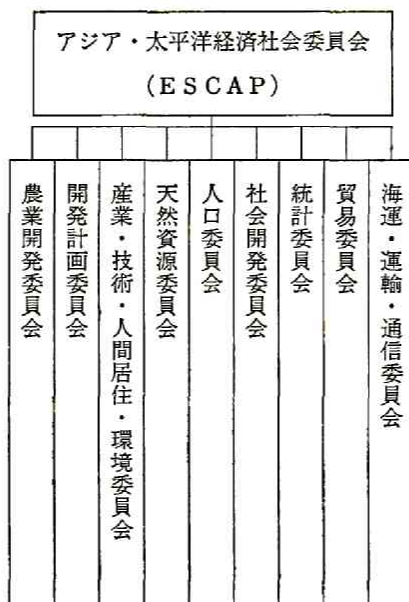 アジア・太平洋経済社会委員会
(ESCAP)
農業開発委員会
開発計画委員会
産業・技術・人間居住・環境委員会
天然資源委員会
人口委員会
社会開発委員会
統計委員会
貿易委員会
海運・運輸・通信委員会